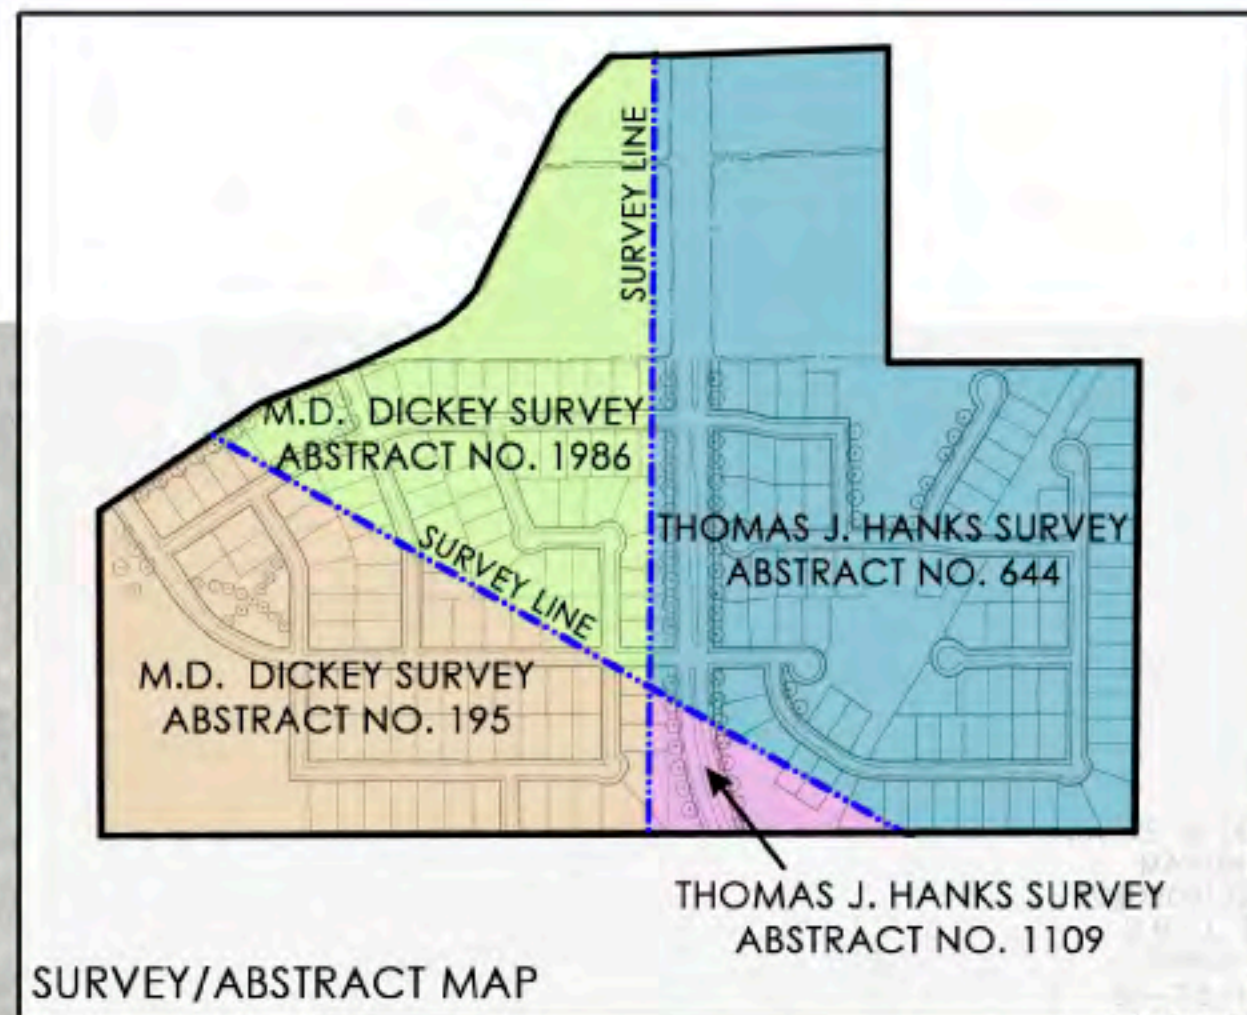 SURVEY LINE
M.D. DICKEY SURVEY
ABSTRACT NO. 1986
THOMAS J. HANKS SURVEY
ABSTRACT NO. 644
SURVEY LINE
M.D. DICKEY SURVEY
ABSTRACT NO. 195
THOMAS J. HANKS SURVEY
ABSTRACT NO. 1109
SURVEY/ABSTRACT MAP